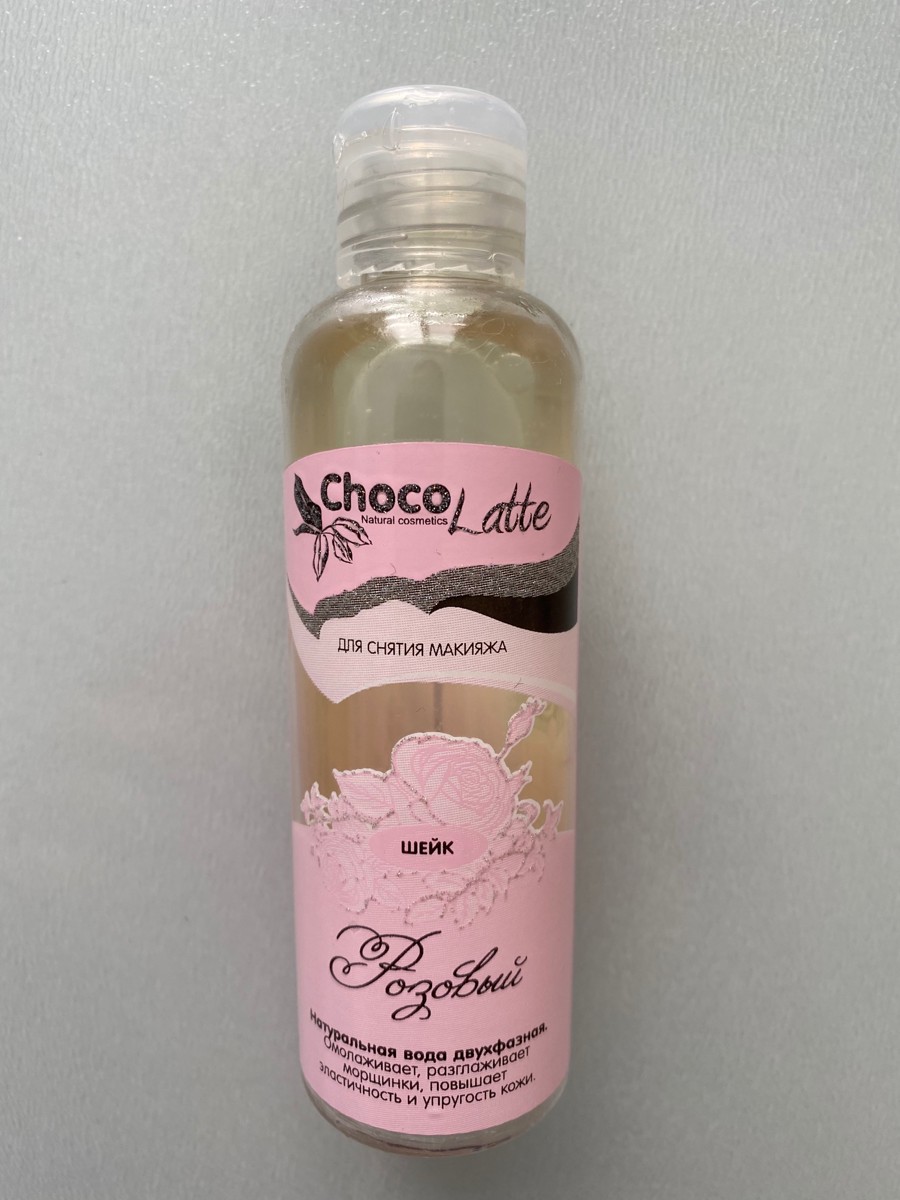 Choco Latte
Natural cosmetics
ДЛЯ СНЯТИЯ МАКИЯЖА
ШЕЙК
Розовый
Натуральная вода двухфазная.
Омолаживает, разглаживает
морщинки, повышает
эластичность и упругость кожи.